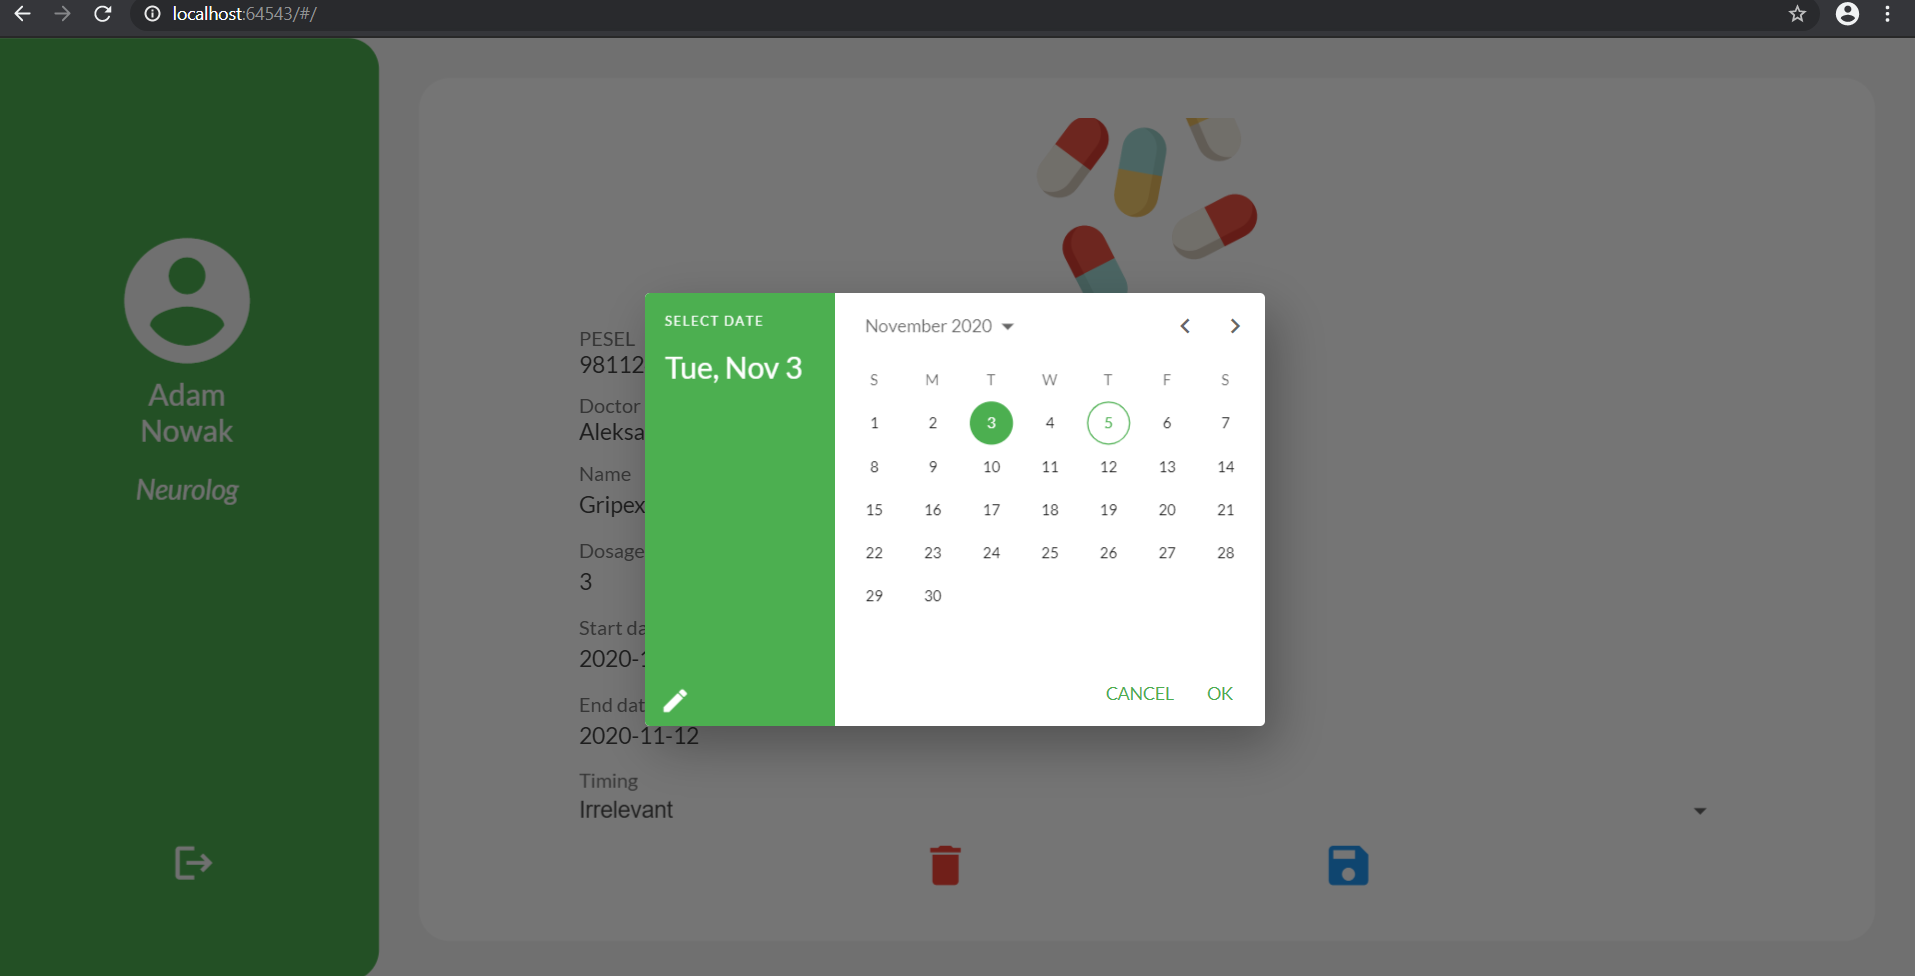 localhost:64543/#/
Adam
Nowak
Neurolog
PESEL
98112
Doctor
Aleksa
Name
Gripex
Dosage
3
Start da
2020-1
End dat
2020-11-12
Timing
Irrelevant
SELECT DATE
Tue, Nov 3
November 2020
S M T W T F S
1 2 3 4 5 6 7
8 9 10 11 12 13 14
15 16 17 18 19 20 21
22 23 24 25 26 27 28
29 30
CANCEL OK